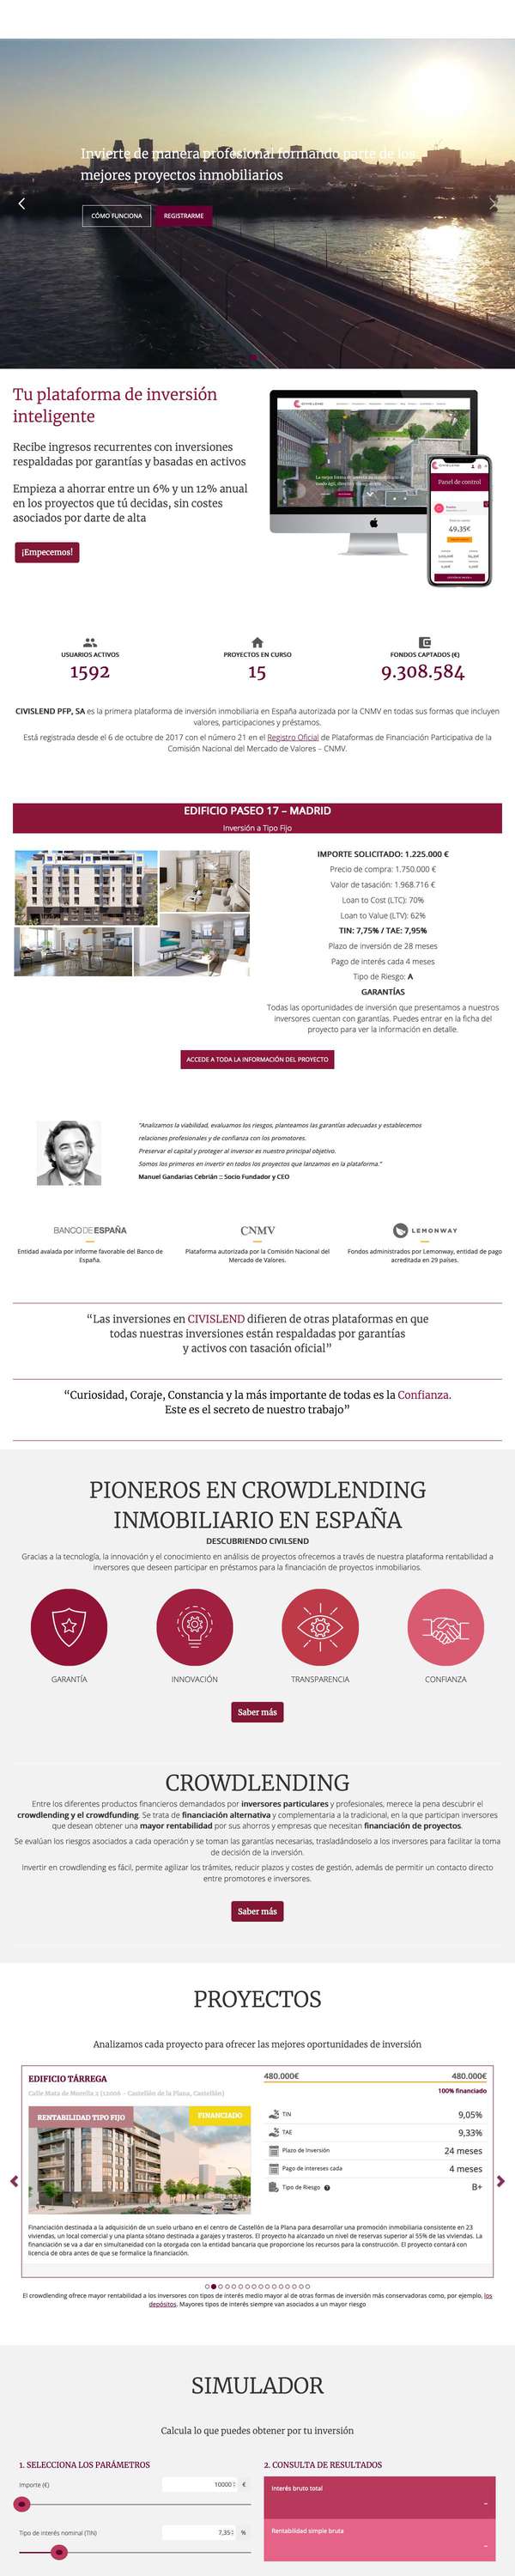 Invierte de manera profesional formando parte de los
mejores proyectos inmobiliarios
CÓMO FUNCIONA
REGISTRARME
Tu plataforma de inversión
inteligente
Recibe ingresos recurrentes con inversiones
respaldadas por garantías y basadas en activos
Empieza a ahorrar entre un 6% y un 12% anual
en los proyectos que tú decidas, sin costes
asociados por darte de alta
¡Empecemos!
Panel de control
49,35€
USUARIOS ACTIVOS
1592
PROYECTOS EN CURSO
15
FONDOS CAPTADOS (€)
9.308.584
CIVISLEND PFP, SA es la primera plataforma de inversión inmobiliaria en España autorizada por la CNMV en todas sus formas que incluyen
valores, participaciones y préstamos.
Está registrada desde el 6 de octubre de 2017 con el número 21 en el Registro Oficial de Plataformas de Financiación Participativa de la
Comisión Nacional del Mercado de Valores – CNMV.
EDIFICIO PASEO 17 – MADRID
Inversión a Tipo Fijo
IMPORTE SOLICITADO: 1.225.000 €
Precio de compra: 1.750.000 €
Valor de tasación: 1.968.716 €
Loan to Cost (LTC): 70%
Loan to Value (LTV): 62%
TIN: 7,75% / TAE: 7,95%
Plazo de inversión de 28 meses
Pago de interés cada 4 meses
Tipo de Riesgo: A
GARANTÍAS
Todas las oportunidades de inversión que presentamos a nuestros
inversores cuentan con garantías. Puedes entrar en la ficha del
proyecto para ver la información en detalle.
ACCEDE A TODA LA INFORMACIÓN DEL PROYECTO
"Analizamos la viabilidad, evaluamos los riesgos, planteamos las garantías adecuadas y establecemos
relaciones profesionales y de confianza con los promotores.
Preservar el capital y proteger al inversor es nuestro principal objetivo.
Somos los primeros en invertir en todos los proyectos que lanzamos en la plataforma."
Manuel Gandarias Cebrián :: Socio Fundador y CEO
BANCO DE ESPAÑA
Entidad avalada por informe favorable del Banco de
España.
CNMV
Plataforma autorizada por la Comisión Nacional del
Mercado de Valores.
LEMONWAY
Fondos administrados por Lemonway, entidad de pago
acreditada en 29 países.
“Las inversiones en CIVISLEND difieren de otras plataformas en que
todas nuestras inversiones están respaldadas por garantías
y activos con tasación oficial”
“Curiosidad, Coraje, Constancia y la más importante de todas es la Confianza.
Este es el secreto de nuestro trabajo”
PIONEROS EN CROWDLENDING
INMOBILIARIO EN ESPAÑA
DESCUBRIENDO CIVILSEND
Gracias a la tecnología, la innovación y el conocimiento en análisis de proyectos ofrecemos a través de nuestra plataforma rentabilidad a
inversores que deseen participar en préstamos para la financiación de proyectos inmobiliarios.
GARANTÍA
INNOVACIÓN
TRANSPARENCIA
CONFIANZA
Saber más
CROWDLENDING
Entre los diferentes productos financieros demandados por inversores particulares y profesionales, merece la pena descubrir el
crowdlending y el crowdfunding. Se trata de financiación alternativa y complementaria a la tradicional, en la que participan inversores
que desean obtener una mayor rentabilidad por sus ahorros y empresas que necesitan financiación de proyectos.
Se evalúan los riesgos asociados a cada operación y se toman las garantías necesarias, trasladándoselo a los inversores para facilitar la toma
de decisión de la inversión.
Invertir en crowdlending es fácil, permite agilizar los trámites, reducir plazos y costes de gestión, además de permitir un contacto directo
entre promotores e inversores.
Saber más
PROYECTOS
Analizamos cada proyecto para ofrecer las mejores oportunidades de inversión
EDIFICIO TÁRREGA
Calle Mata de Morella 2 (12006 - Castellón de la Plana, Castellón)
RENTABILIDAD TIPO FIJO
FINANCIADO
480.000€
480.000€
100% financiado
TIN
9,05%
TAE
9,33%
Plazo de Inversión
24 meses
Pago de intereses cada
4 meses
Tipo de Riesgo
B+
Financiación destinada a la adquisición de un suelo urbano en el centro de Castellón de la Plana para desarrollar una promoción inmobiliaria consistente en 23
viviendas, un local comercial y una planta sótano destinada a garajes y trasteros. El proyecto ha alcanzado un nivel de reservas superior al 55% de las viviendas. La
financiación se va a dar en simultaneidad con la otorgada con la entidad bancaria que proporciona los recursos para la construcción. El proyecto contará con
licencia de obra antes de que se formalice la financiación.
El crowdlending ofrece mayor rentabilidad a los inversores con tipos de interés medio mayor al de otras formas de inversión más conservadoras como, por ejemplo, los
depósitos. Mayores tipos de interés siempre van asociados a un mayor riesgo
SIMULADOR
Calcula lo que puedes obtener por tu inversión
1. SELECCIONA LOS PARÁMETROS
Importe (€)
10000
€
Tipo de interés nominal (TIN)
7,35
%
2. CONSULTA DE RESULTADOS
Interés bruto total
-
Rentabilidad simple bruta
-